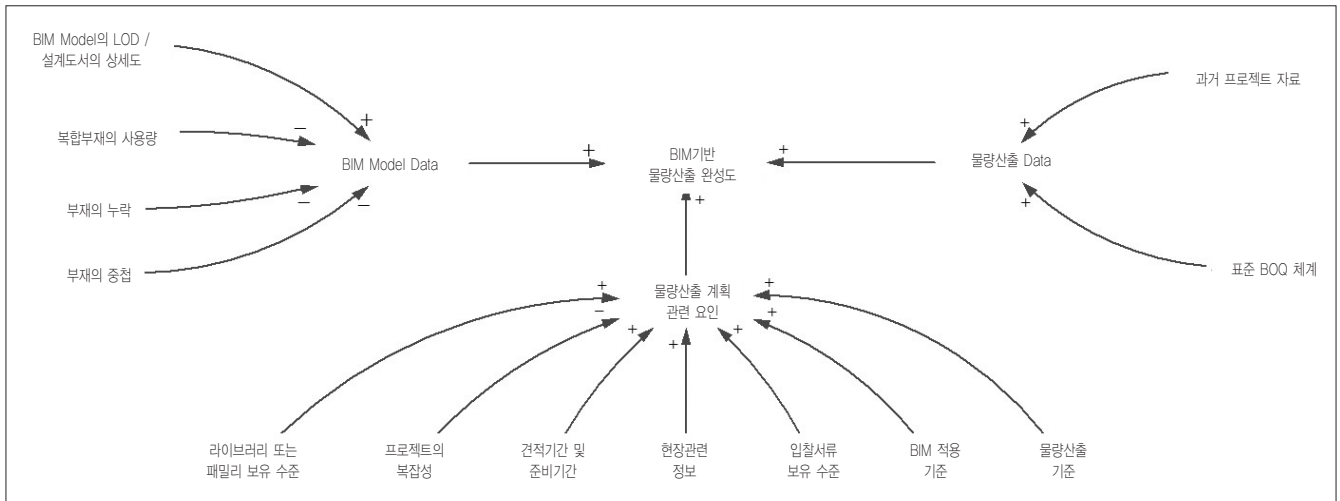 BIM Model의 LOD /
설계도서의 상세도
복합부재의 사용량
부재의 누락
부재의 중첩
+
−
−
−
BIM Model Data
+
BIM기반
물량산출 완성도
+
+
물량산출 Data
+
+
과거 프로젝트 자료
표준 BOQ 체계
물량산출 계획
관련 요인
+
−
+
+
+
+
+
라이브러리 또는
패밀리 보유 수준
프로젝트의
복잡성
견적기간 및
준비기간
현장관련
정보
입찰서류
보유 수준
BIM 적용
기준
물량산출
기준